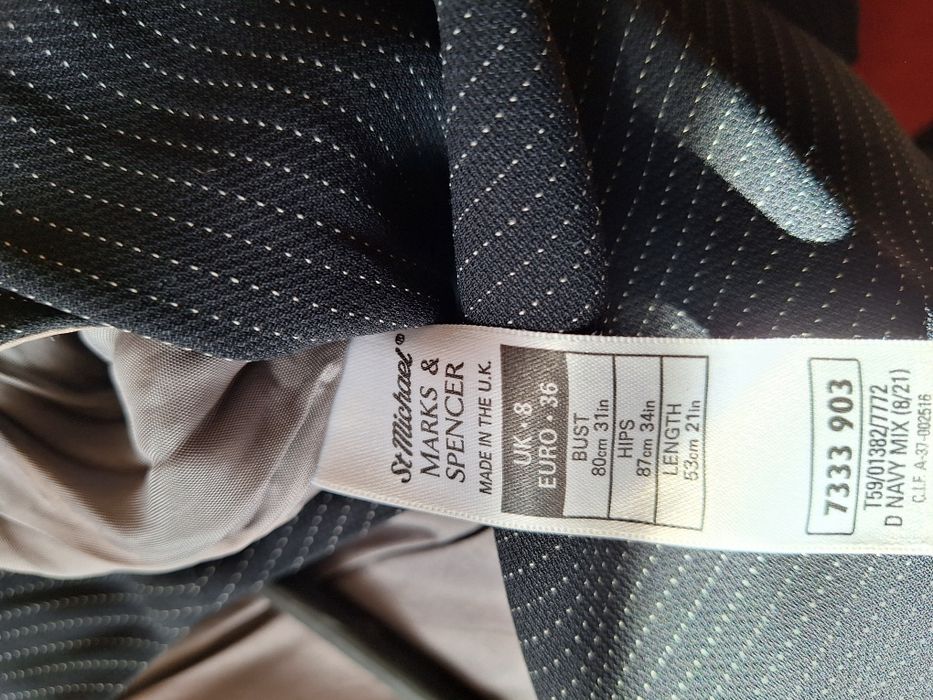 St Michael®
MARKS &
SPENCER
MADE IN THE U.K.
UK · 8
EURO · 36
BUST
80cm 31in
HIPS
87cm 34in
LENGTH
53cm 21in
7333 903
T59/01382/7772
D NAVY MIX (8/21)
C.I.F. A-37-002516